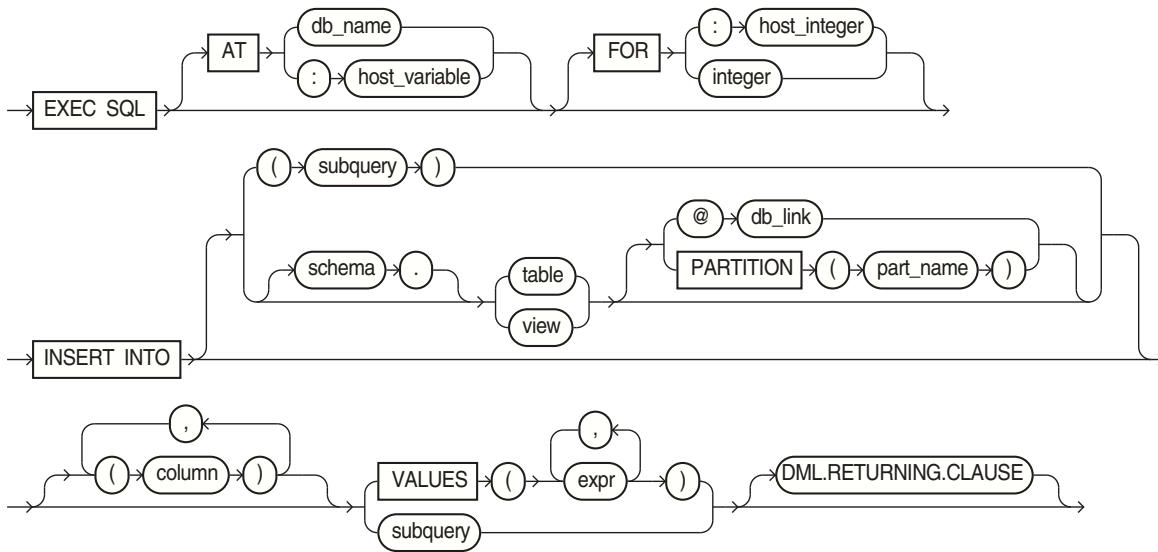 db_name
AT
: host_variable
: host_integer
FOR
integer
EXEC SQL
( subquery )
@ db_link
PARTITION ( part_name )
schema .
table
view
INSERT INTO
,
( column )
,
VALUES ( expr )
subquery
DML.RETURNING.CLAUSE